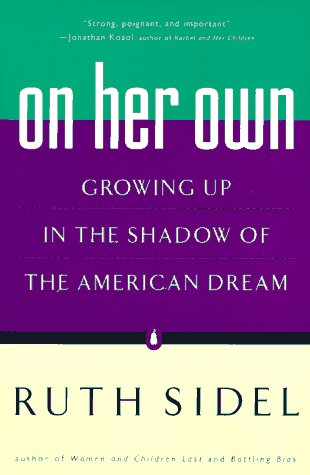 "Strong, poignant, and important"
—Jonathan Kozol, author of Rachel and Her Children
on her own
GROWING UP
IN THE SHADOW OF
THE AMERICAN DREAM
RUTH SIDEL
author of Women and Children Last and Battling Bias